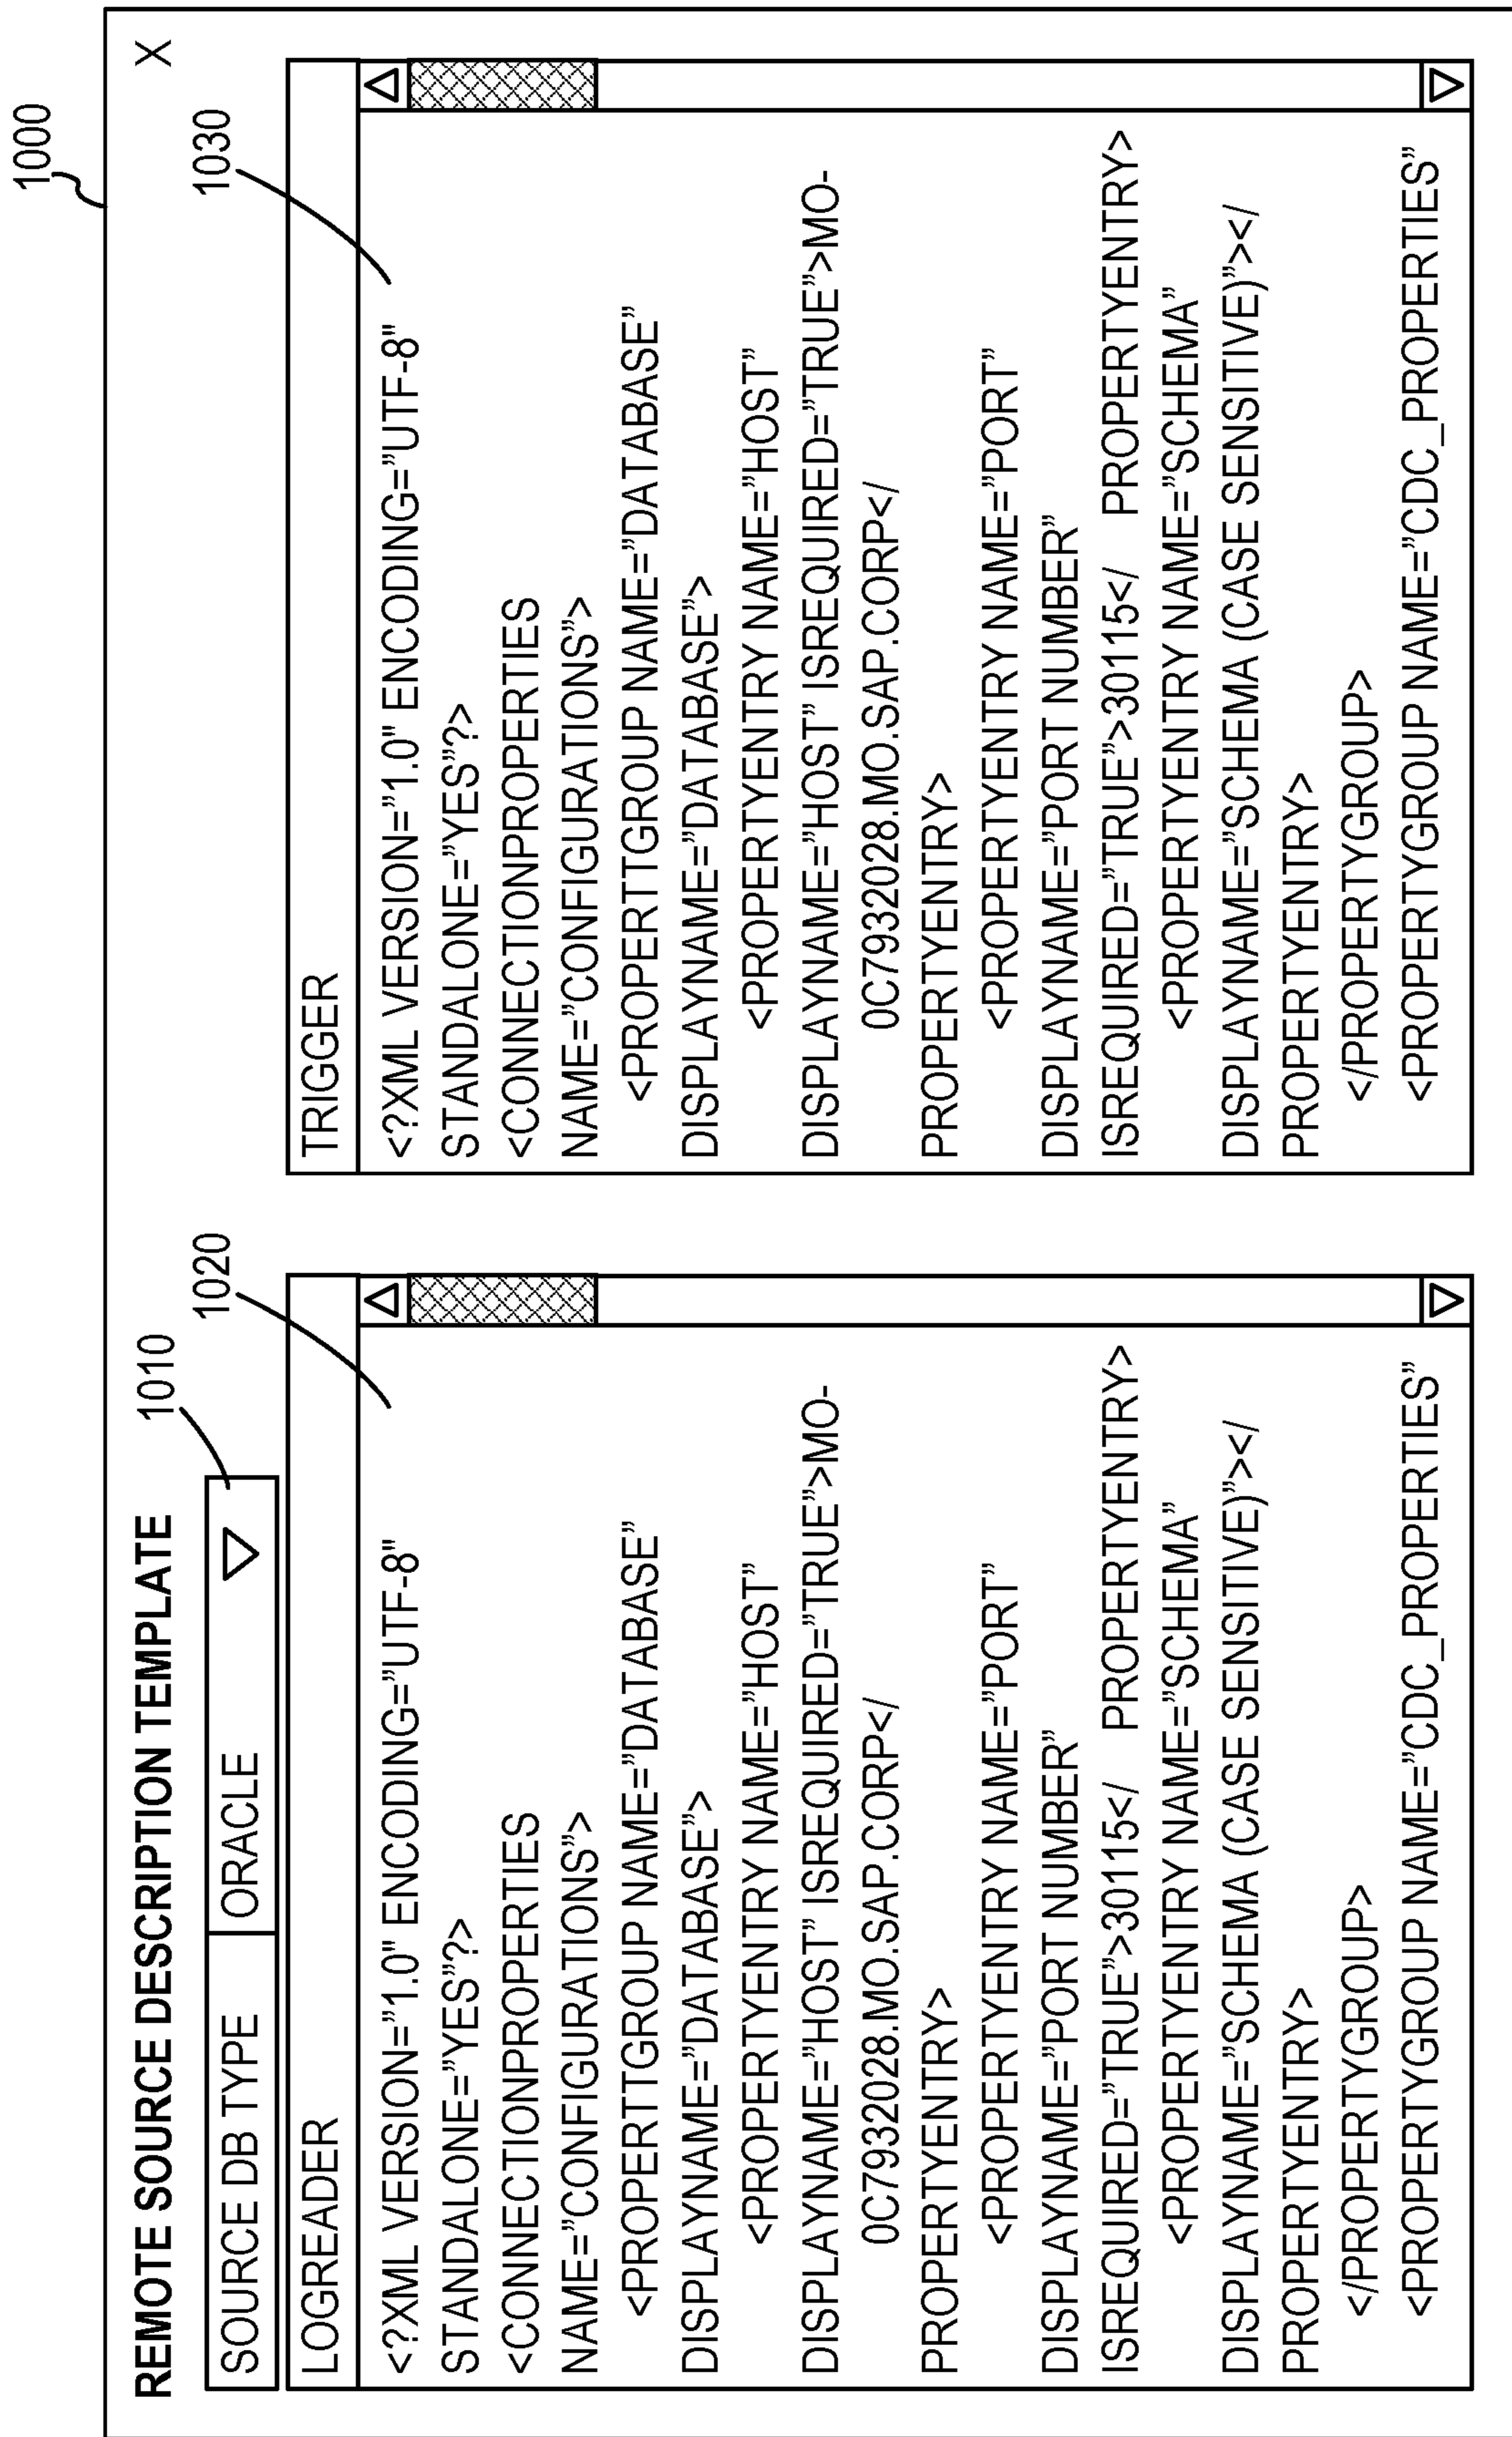 1000
REMOTE SOURCE DESCRIPTION TEMPLATE
X
1010
SOURCE DB TYPE ORACLE
1020
LOGREADER
<?XML VERSION="1.0" ENCODING="UTF-8"
STANDALONE="YES"?>
<CONNECTIONPROPERTIES
NAME="CONFIGURATIONS">
<PROPERTTGROUP NAME="DATABASE"
DISPLAYNAME="DATABASE">
<PROPERTYENTRY NAME="HOST"
DISPLAYNAME="HOST" ISREQUIRED="TRUE">MO-
0C7932028.MO.SAP.CORP</
PROPERTYENTRY>
<PROPERTYENTRY NAME="PORT"
DISPLAYNAME="PORT NUMBER"
ISREQUIRED="TRUE">30115</ PROPERTYENTRY>
<PROPERTYENTRY NAME="SCHEMA"
DISPLAYNAME="SCHEMA (CASE SENSITIVE)"></
PROPERTYENTRY>
</PROPERTYGROUP>
<PROPERTYGROUP NAME="CDC_PROPERTIES"
1030
TRIGGER
<?XML VERSION="1.0" ENCODING="UTF-8"
STANDALONE="YES"?>
<CONNECTIONPROPERTIES
NAME="CONFIGURATIONS">
<PROPERTTGROUP NAME="DATABASE"
DISPLAYNAME="DATABASE">
<PROPERTYENTRY NAME="HOST"
DISPLAYNAME="HOST" ISREQUIRED="TRUE">MO-
0C7932028.MO.SAP.CORP</
PROPERTYENTRY>
<PROPERTYENTRY NAME="PORT"
DISPLAYNAME="PORT NUMBER"
ISREQUIRED="TRUE">30115</ PROPERTYENTRY>
<PROPERTYENTRY NAME="SCHEMA"
DISPLAYNAME="SCHEMA (CASE SENSITIVE)"></
PROPERTYENTRY>
</PROPERTYGROUP>
<PROPERTYGROUP NAME="CDC_PROPERTIES"